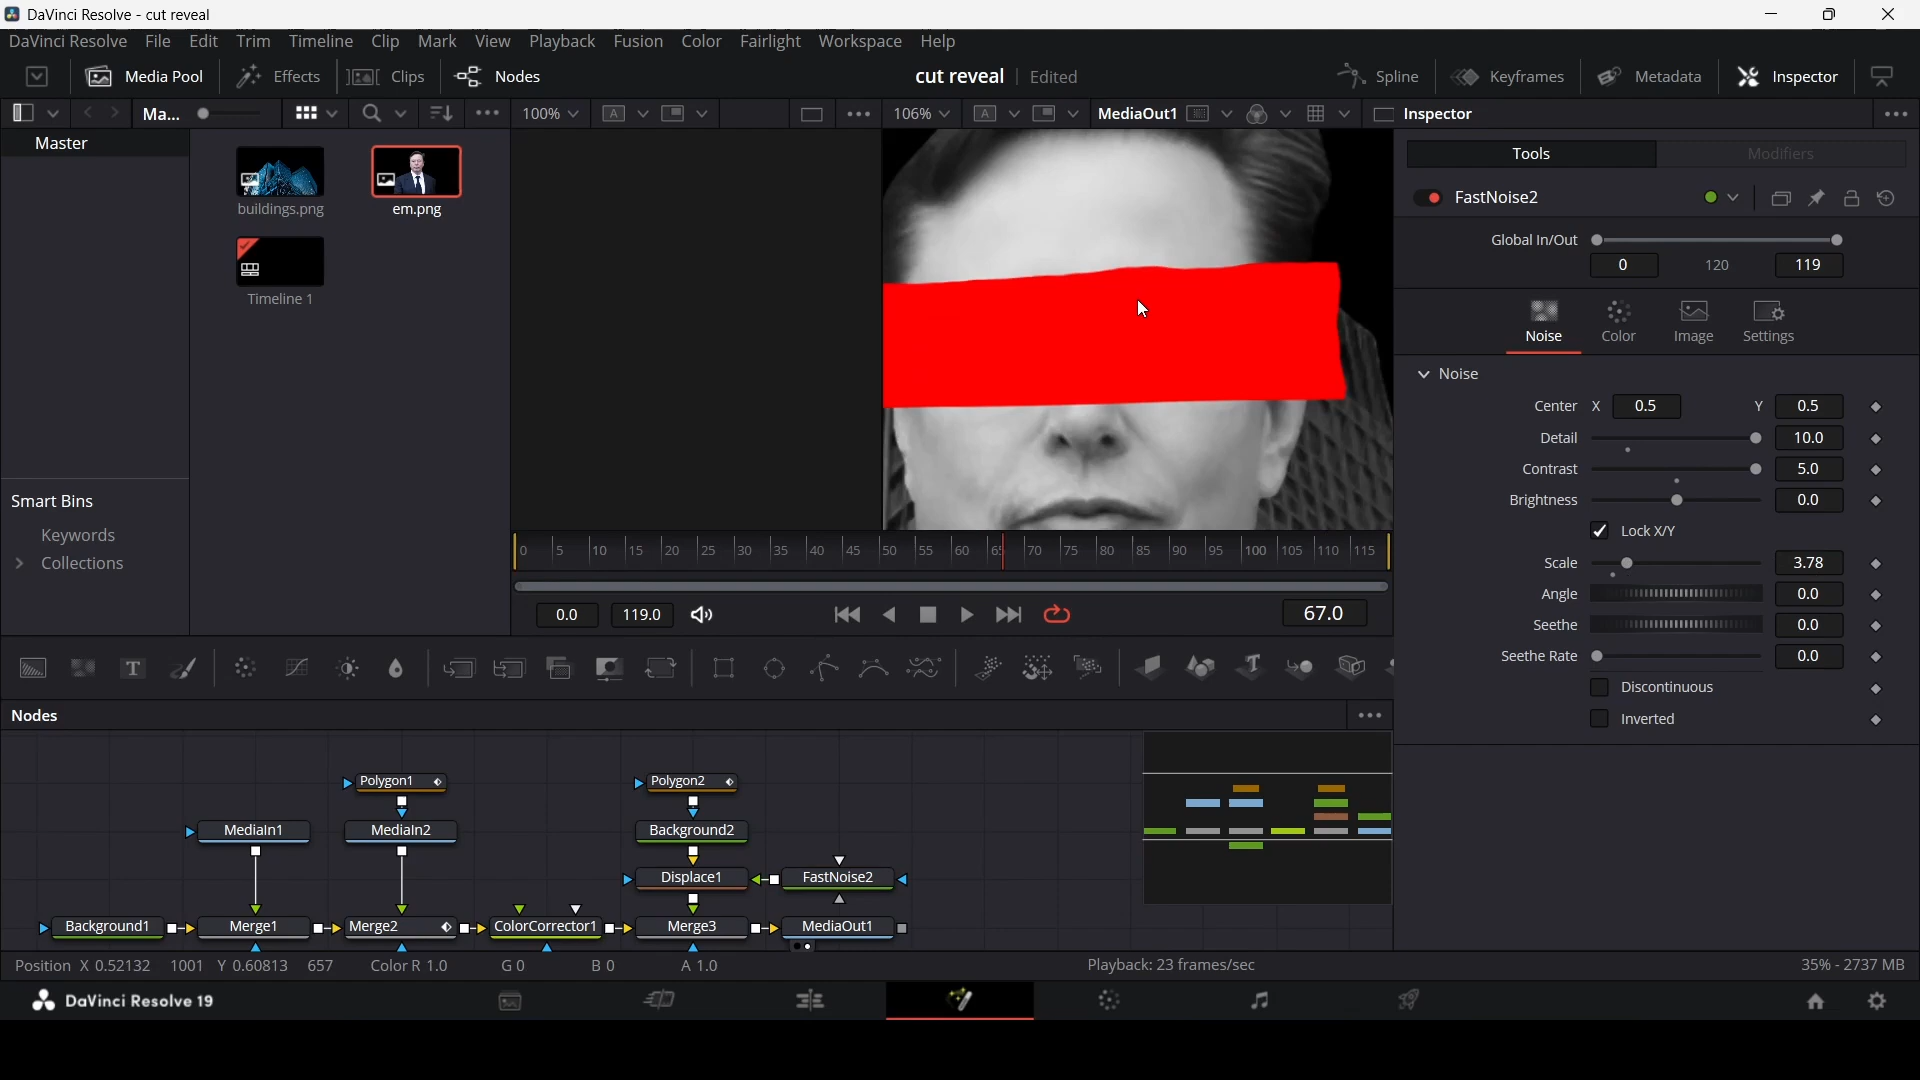 DaVinci Resolve - cut reveal
DaVinci Resolve File Edit Trim Timeline Clip Mark View Playback Fusion Color Fairlight Workspace Help
Media Pool Effects Clips Nodes cut reveal Edited Spline Keyframes Metadata Inspector
Ma... 100% 106% MediaOut1 Inspector
Master
Tools Modifiers
FastNoise2
buildings.png em.png
Global In/Out
0 120 119
Timeline 1
Noise Color Image Settings
Noise
Center X 0.5 Y 0.5
Detail 10.0
Contrast 5.0
Smart Bins
Brightness 0.0
Keywords
Lock X/Y
Collections
0 5 10 15 20 25 30 35 40 45 50 55 60 65 70 75 80 85 90 95 100 105 110 115
Scale 3.78
Angle 0.0
0.0 119.0 67.0
Seethe 0.0
Seethe Rate 0.0
Discontinuous
Inverted
Nodes
Polygon1 Polygon2
MediaIn1 MediaIn2 Background2
Displace1 FastNoise2
Background1 Merge1 Merge2 ColorCorrector1 Merge3 MediaOut1
Position X 0.52132 1001 Y 0.60813 657 Color R 1.0 G 0 B 0 A 1.0 Playback: 23 frames/sec 35% - 2737 MB
DaVinci Resolve 19